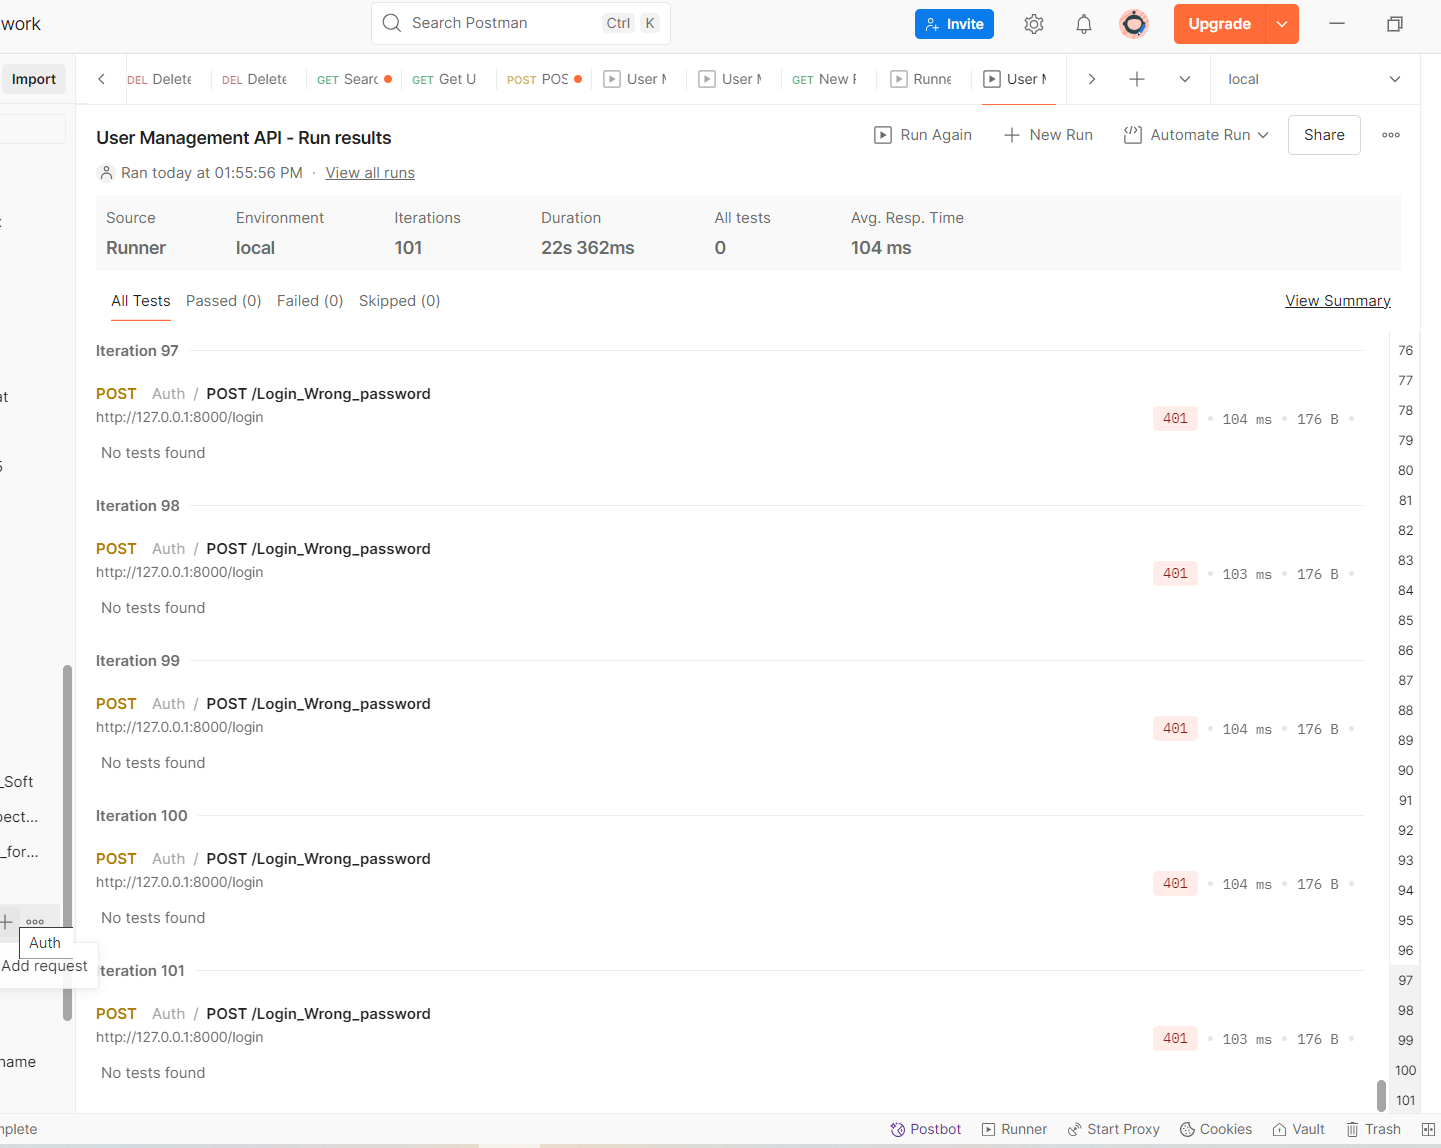 work
Search Postman
Ctrl K
Invite
Upgrade
Import
DEL Delete
DEL Delete
GET Searc
GET Get U
POST POS
User M
User M
GET New R
Runne
User M
local
User Management API - Run results
Run Again
New Run
Automate Run
Share
Ran today at 01:55:56 PM · View all runs
Source Environment Iterations Duration All tests Avg. Resp. Time
Runner local 101 22s 362ms 0 104 ms
All Tests Passed (0) Failed (0) Skipped (0)
View Summary
Iteration 97
POST Auth / POST /Login_Wrong_password
http://127.0.0.1:8000/login
401 • 104 ms • 176 B •
No tests found
Iteration 98
POST Auth / POST /Login_Wrong_password
http://127.0.0.1:8000/login
401 • 103 ms • 176 B •
No tests found
Iteration 99
POST Auth / POST /Login_Wrong_password
http://127.0.0.1:8000/login
401 • 104 ms • 176 B •
No tests found
Iteration 100
POST Auth / POST /Login_Wrong_password
http://127.0.0.1:8000/login
401 • 104 ms • 176 B •
No tests found
Iteration 101
POST Auth / POST /Login_Wrong_password
http://127.0.0.1:8000/login
401 • 103 ms • 176 B •
No tests found
76
77
78
79
80
81
82
83
84
85
86
87
88
89
90
91
92
93
94
95
96
97
98
99
100
101
at
_Soft
pect...
_for...
Auth
Add request
name
mplete
Postbot
Runner
Start Proxy
Cookies
Vault
Trash